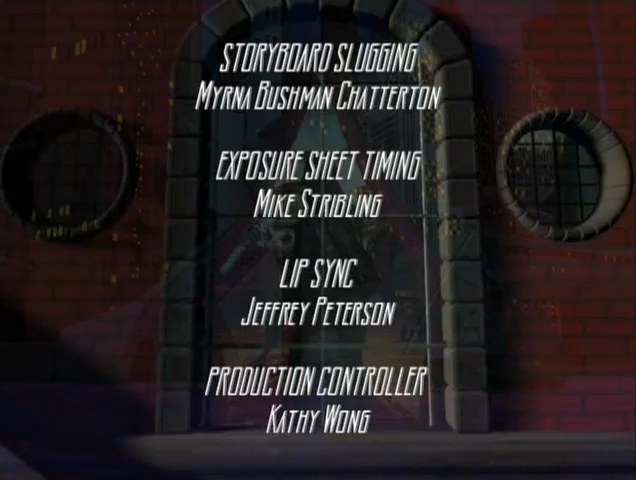 STORYBOARD SLUGGING
MYRNA BUSHMAN CHATTERTON
EXPOSURE SHEET TIMING
MIKE STRIBLING
LIP SYNC
JEFFREY PETERSON
PRODUCTION CONTROLLER
KATHY WONG